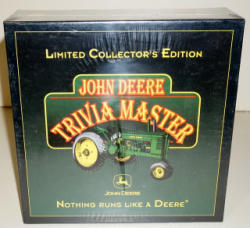 LIMITED COLLECTOR'S EDITION
JOHN DEERE
TRIVIA MASTER
JOHN DEERE
NOTHING RUNS LIKE A DEERE®